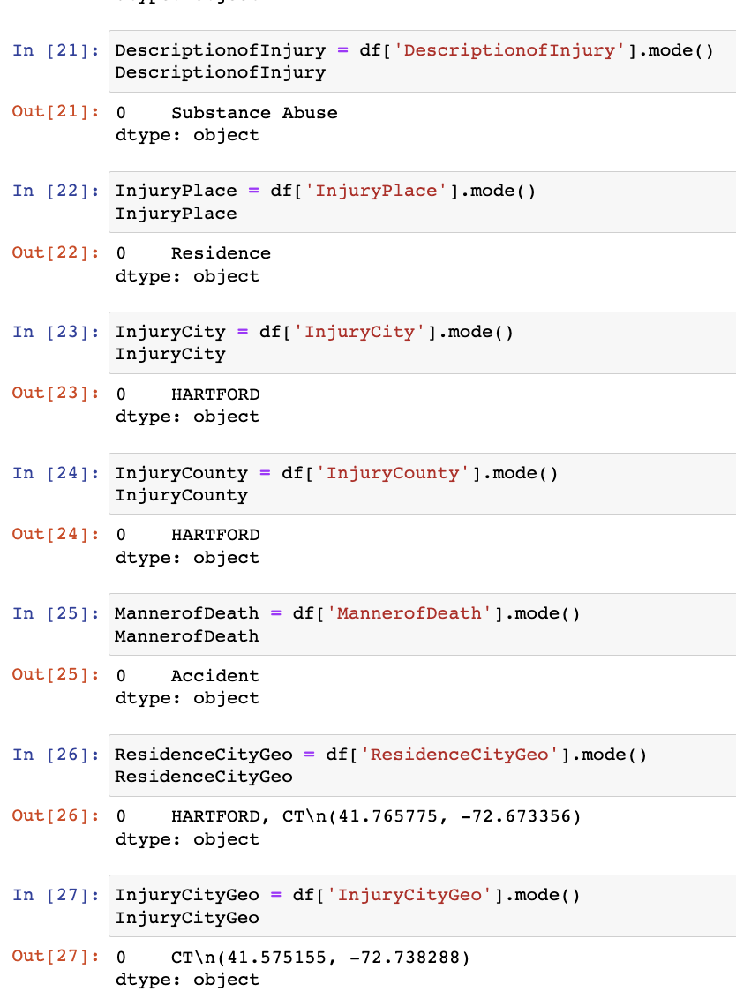 In [21]: DescriptionofInjury = df['DescriptionofInjury'].mode()
DescriptionofInjury
Out[21]: 0    Substance Abuse
dtype: object
In [22]: InjuryPlace = df['InjuryPlace'].mode()
InjuryPlace
Out[22]: 0    Residence
dtype: object
In [23]: InjuryCity = df['InjuryCity'].mode()
InjuryCity
Out[23]: 0    HARTFORD
dtype: object
In [24]: InjuryCounty = df['InjuryCounty'].mode()
InjuryCounty
Out[24]: 0    HARTFORD
dtype: object
In [25]: MannerofDeath = df['MannerofDeath'].mode()
MannerofDeath
Out[25]: 0    Accident
dtype: object
In [26]: ResidenceCityGeo = df['ResidenceCityGeo'].mode()
ResidenceCityGeo
Out[26]: 0    HARTFORD, CT\n(41.765775, -72.673356)
dtype: object
In [27]: InjuryCityGeo = df['InjuryCityGeo'].mode()
InjuryCityGeo
Out[27]: 0    CT\n(41.575155, -72.738288)
dtype: object